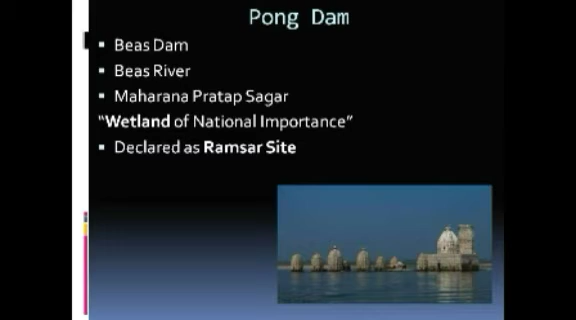 Pong Dam
Beas Dam
Beas River
Maharana Pratap Sagar
“Wetland of National Importance”
Declared as Ramsar Site